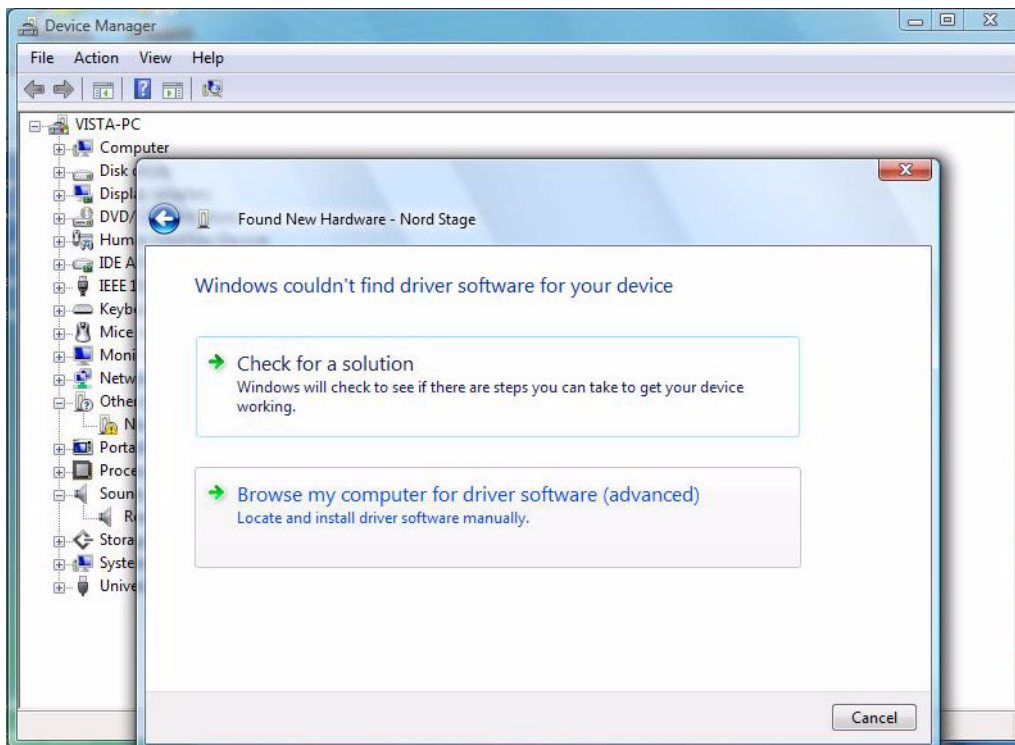 Device Manager
File Action View Help
VISTA-PC
Computer
Disk
Displ
DVD/
Hum
IDE A
IEEE 1
Keyb
Mice
Moni
Netw
Other
N
Porta
Proce
Soun
Re
Stora
Syste
Unive
Found New Hardware - Nord Stage
Windows couldn't find driver software for your device
Check for a solution
Windows will check to see if there are steps you can take to get your device
working.
Browse my computer for driver software (advanced)
Locate and install driver software manually.
Cancel